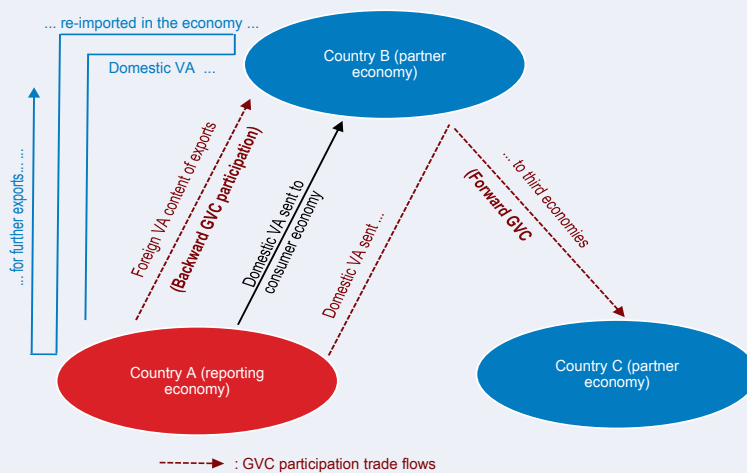 ... re-imported in the economy ...
Domestic VA ...
Country B (partner
economy)
... for further exports... ...
Foreign VA content of exports
(Backward GVC participation)
Domestic VA sent to
consumer economy
Domestic VA sent ...
... to third economies
(Forward GVC
Country A (reporting
economy)
Country C (partner
economy)
: GVC participation trade flows